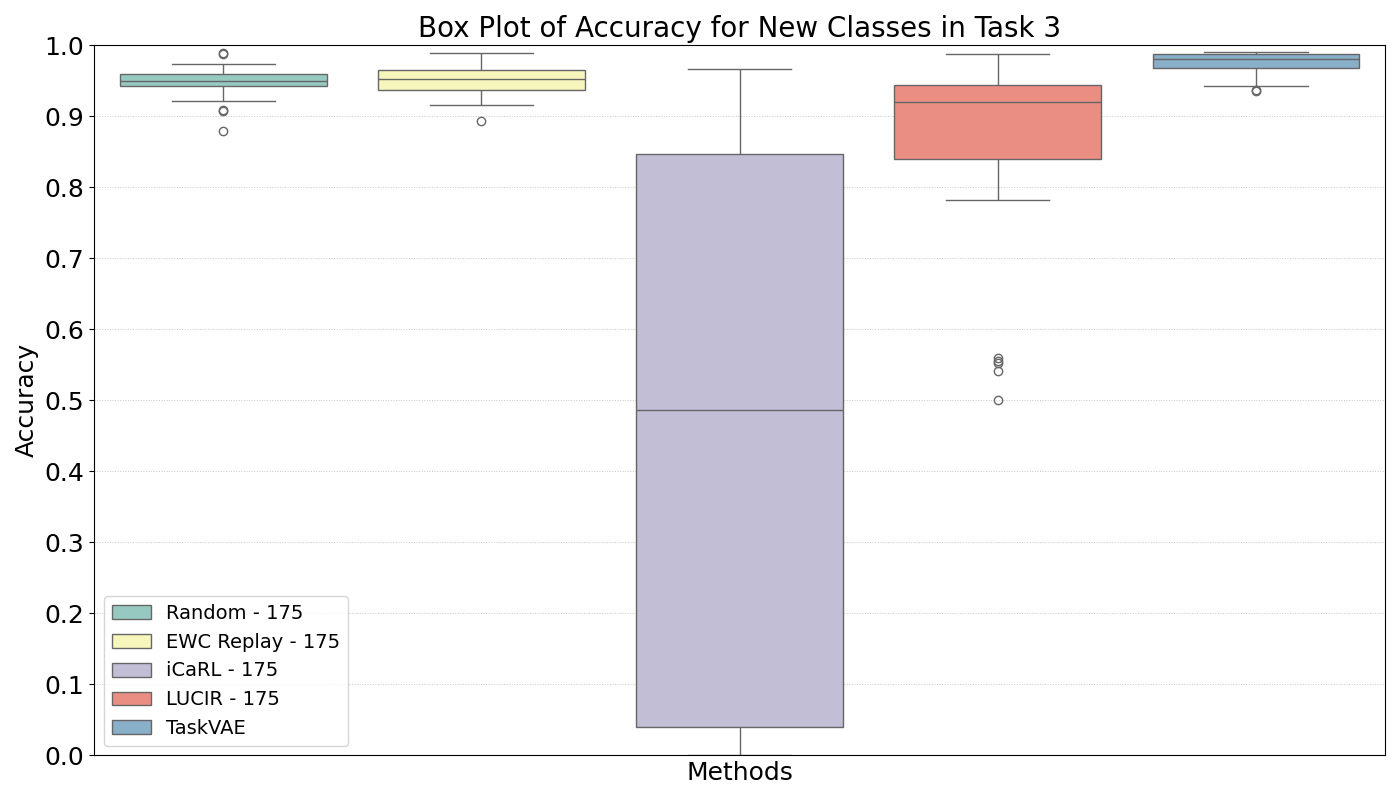 Box Plot of Accuracy for New Classes in Task 3
1.0
0.9
0.8
0.7
0.6
0.5
0.4
0.3
0.2
0.1
0.0
Accuracy
Random - 175
EWC Replay - 175
iCaRL - 175
LUCIR - 175
TaskVAE
Methods